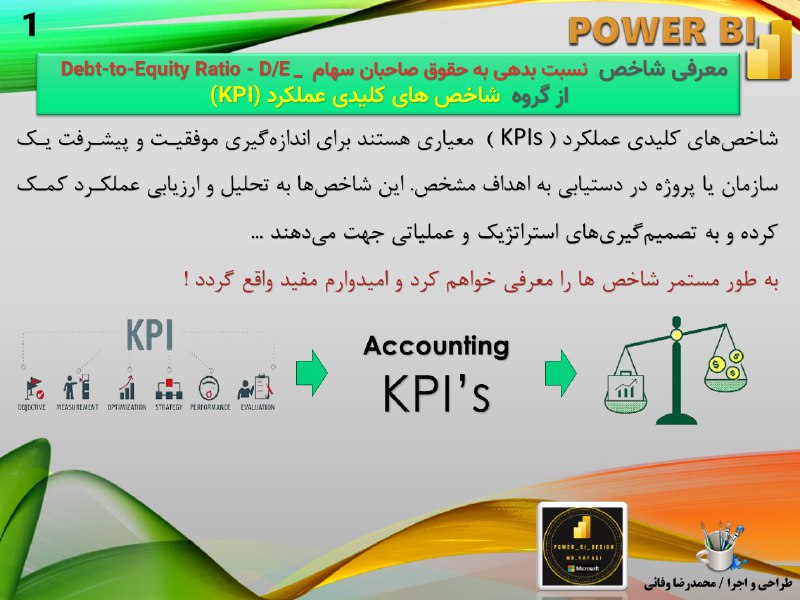 1
POWER BI
معرفی شاخص نسبت بدهی به حقوق صاحبان سهام _ Debt-to-Equity Ratio - D/E
از گروه شاخص های کلیدی عملکرد (KPI)
شاخص‌های کلیدی عملکرد ( KPIs ) معیاری هستند برای اندازه‌گیری موفقیت و پیشرفت یک
سازمان یا پروژه در دستیابی به اهداف مشخص. این شاخص‌ها به تحلیل و ارزیابی عملکرد کمک
کرده و به تصمیم‌گیری‌های استراتژیک و عملیاتی جهت می‌دهند ...
به طور مستمر شاخص ها را معرفی خواهم کرد و امیدوارم مفید واقع گردد !
KPI
OBJECTIVE MEASUREMENT OPTIMIZATION STRATEGY PERFORMANCE EVALUATION
Accounting
KPI's
POWER_BI_DESIGN
MR.VAFAEI
Microsoft
طراحی و اجرا / محمدرضا وفائی